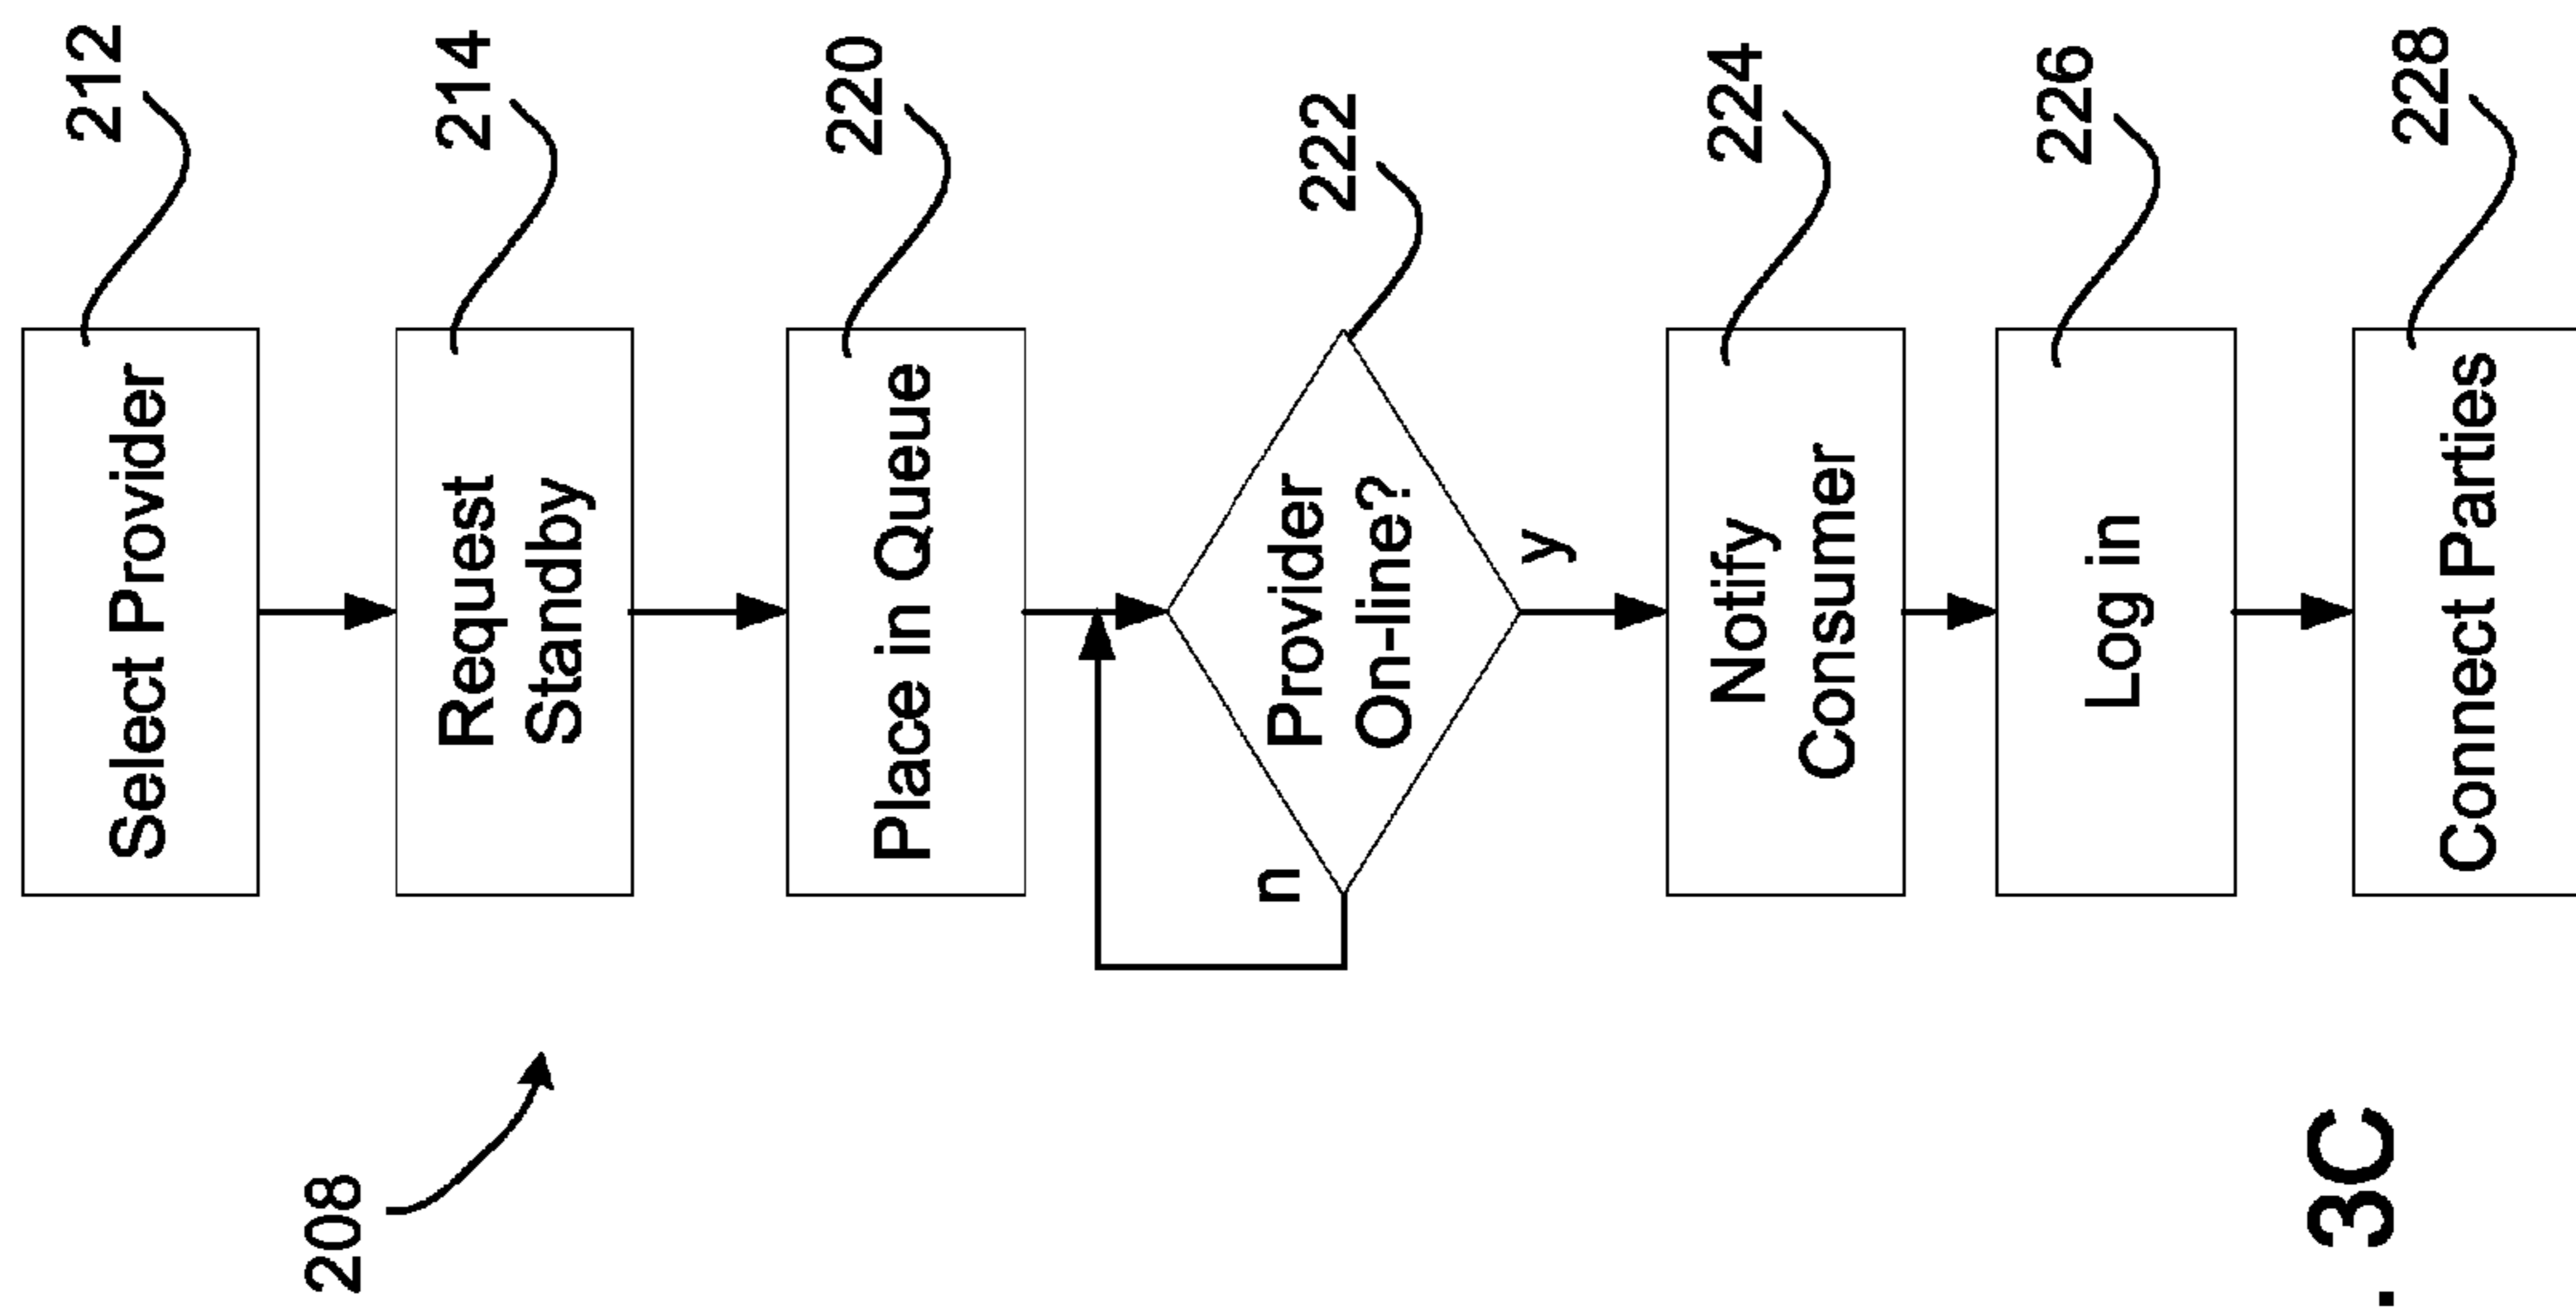 212
Select Provider
214
Request
Standby
220
Place in Queue
222
Provider
On-line?
n
y
224
Notify
Consumer
226
Log in
228
Connect Parties
208
. 3C